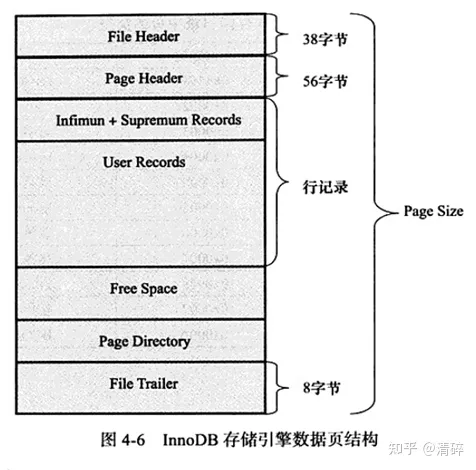 File Header
38字节
Page Header
56字节
Infimun + Supremum Records
User Records
行记录
Page Size
Free Space
Page Directory
File Trailer
8字节
图 4-6 InnoDB 存储引擎数据页结构
知乎 @清碎